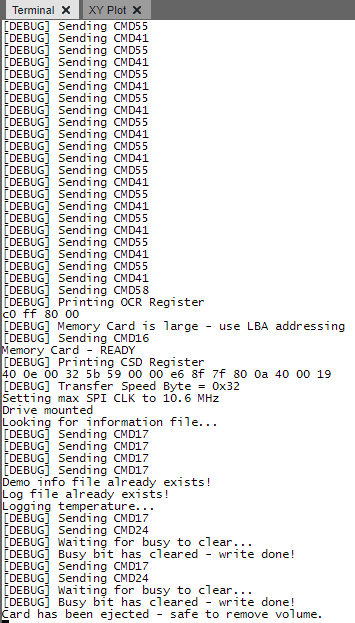 Terminal × XY Plot ×
[DEBUG] Sending CMD55
[DEBUG] Sending CMD41
[DEBUG] Sending CMD55
[DEBUG] Sending CMD41
[DEBUG] Sending CMD55
[DEBUG] Sending CMD41
[DEBUG] Sending CMD55
[DEBUG] Sending CMD41
[DEBUG] Sending CMD55
[DEBUG] Sending CMD41
[DEBUG] Sending CMD55
[DEBUG] Sending CMD41
[DEBUG] Sending CMD55
[DEBUG] Sending CMD41
[DEBUG] Sending CMD55
[DEBUG] Sending CMD41
[DEBUG] Sending CMD55
[DEBUG] Sending CMD41
[DEBUG] Sending CMD55
[DEBUG] Sending CMD41
[DEBUG] Sending CMD55
[DEBUG] Sending CMD41
[DEBUG] Sending CMD58
[DEBUG] Printing OCR Register
c0 ff 80 00
[DEBUG] Memory Card is large - use LBA addressing
[DEBUG] Sending CMD16
Memory Card - READY
[DEBUG] Printing CSD Register
40 0e 00 32 5b 59 00 00 e6 8f 7f 80 0a 40 00 19
[DEBUG] Transfer Speed Byte = 0x32
Setting max SPI CLK to 10.6 MHz
Drive mounted
Looking for information file...
[DEBUG] Sending CMD17
[DEBUG] Sending CMD17
[DEBUG] Sending CMD17
[DEBUG] Sending CMD17
Demo info file already exists!
Log file already exists!
Logging temperature...
[DEBUG] Sending CMD17
[DEBUG] Sending CMD24
[DEBUG] Waiting for busy to clear...
[DEBUG] Busy bit has cleared - write done!
[DEBUG] Sending CMD17
[DEBUG] Sending CMD24
[DEBUG] Waiting for busy to clear...
[DEBUG] Busy bit has cleared - write done!
Card has been ejected - safe to remove volume.